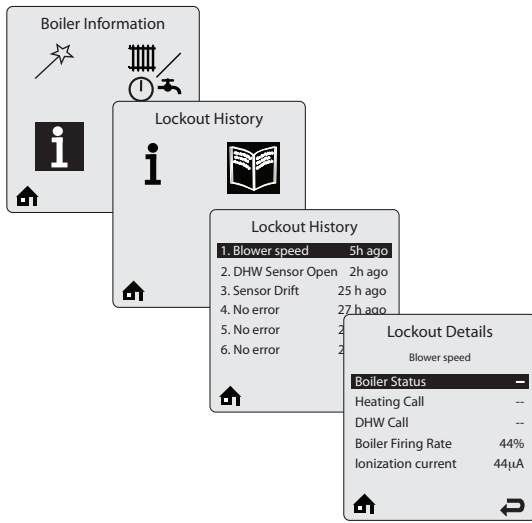 Boiler Information
Lockout History
Lockout History
1. Blower speed 5h ago
2. DHW Sensor Open 2h ago
3. Sensor Drift 25 h ago
4. No error 27 h ago
5. No error 2
6. No error 2
Lockout Details
Blower speed
Boiler Status –
Heating Call --
DHW Call --
Boiler Firing Rate 44%
Ionization current 44µA